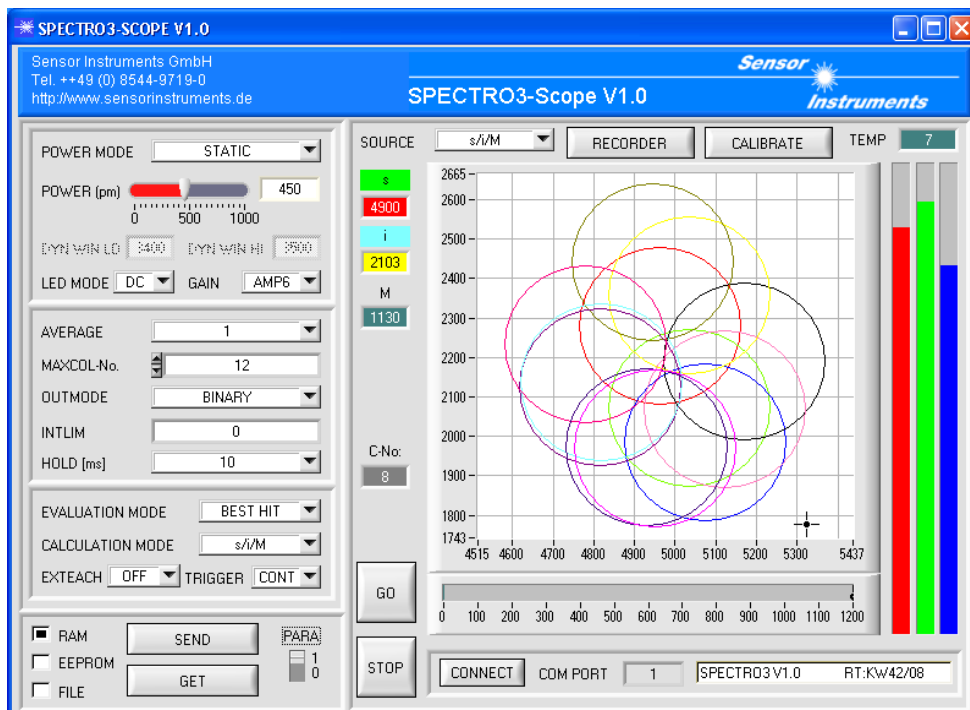 SPECTRO3-SCOPE V1.0
Sensor Instruments GmbH
Tel. ++49 (0) 8544-9719-0
http://www.sensorinstruments.de
SPECTRO3-Scope V1.0
Sensor
Instruments
POWER MODE STATIC
POWER (pm) 450
0 500 1000
DYN WIN LO 3400 DYN WIN HI 3500
LED MODE DC GAIN AMP6
AVERAGE 1
MAXCOL-No. 12
OUTMODE BINARY
INTLIM 0
HOLD [ms] 10
EVALUATION MODE BEST HIT
CALCULATION MODE s/i/M
EXTEACH OFF TRIGGER CONT
RAM
EEPROM
FILE
SEND
GET
PARA
1
0
SOURCE s/i/M RECORDER CALIBRATE TEMP 7
s
4900
i
2103
M
1130
C-No:
8
GO
STOP
2665
2600
2500
2400
2300
2200
2100
2000
1900
1800
1743
4515 4600 4700 4800 4900 5000 5100 5200 5300 5437
0 100 200 300 400 500 600 700 800 900 1000 1100 1200
CONNECT COM PORT 1 SPECTRO3 V1.0 RT:KW42/08